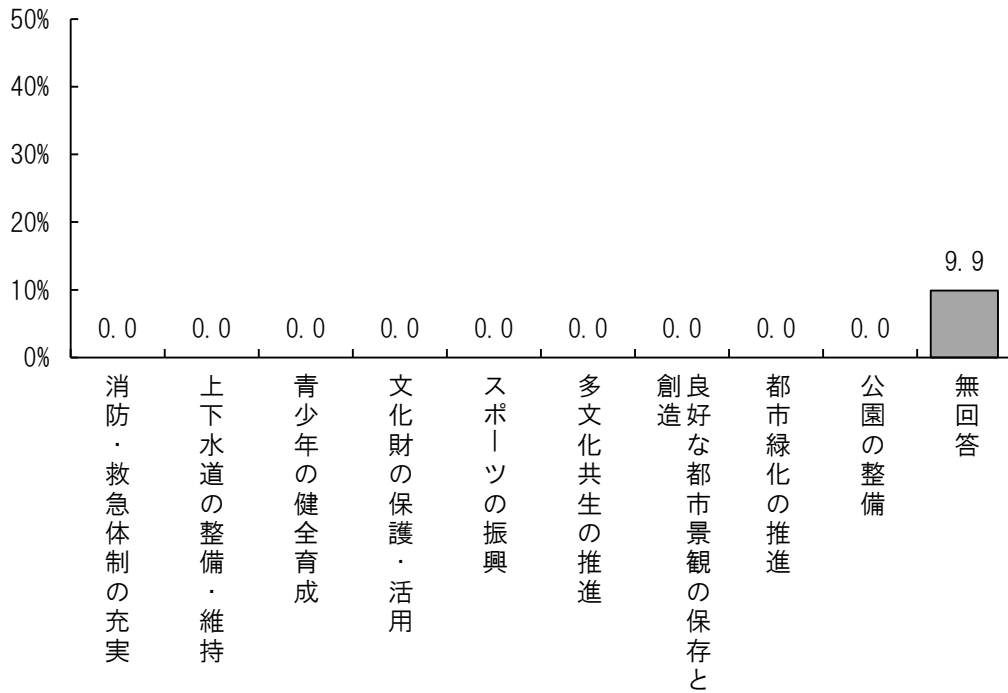 50%
40%
30%
20%
10%
0%
0.0
0.0
0.0
0.0
0.0
0.0
0.0
0.0
0.0
9.9
消防・救急体制の充実
上下水道の整備・維持
青少年の健全育成
文化財の保護・活用
スポーツの振興
多文化共生の推進
良好な都市景観の保存と
創造
都市緑化の推進
公園の整備
無回答